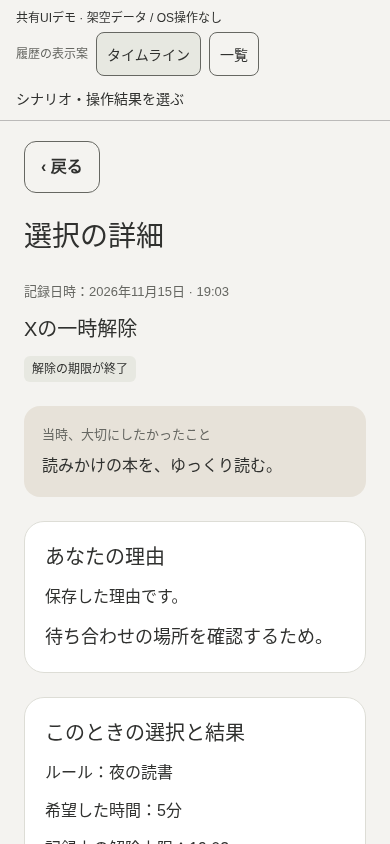 共有UIデモ · 架空データ / OS操作なし
履歴の表示案 タイムライン 一覧
シナリオ・操作結果を選ぶ
‹ 戻る
選択の詳細
記録日時：2026年11月15日 · 19:03
Xの一時解除
解除の期限が終了
当時、大切にしたかったこと
読みかけの本を、ゆっくり読む。
あなたの理由
保存した理由です。
待ち合わせの場所を確認するため。
このときの選択と結果
ルール：夜の読書
希望した時間：5分